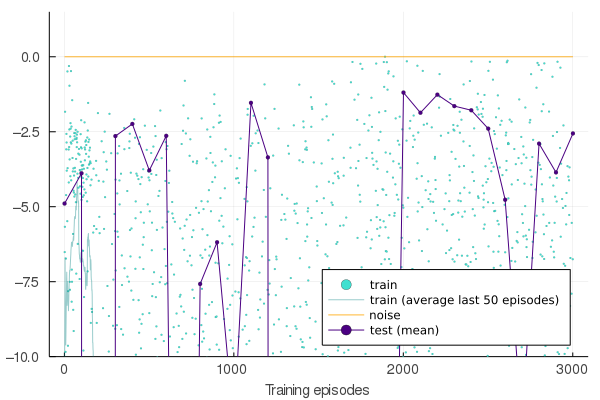 0.0
−2.5
−5.0
−7.5
−10.0
0
1000
2000
3000
Training episodes
train
train (average last 50 episodes)
noise
test (mean)